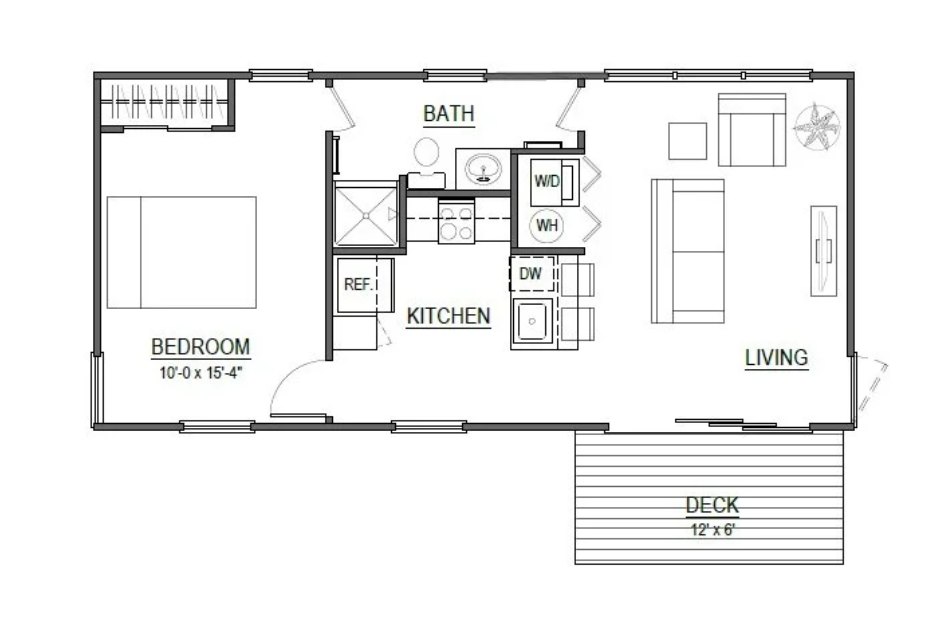 BATH
W/D
WH
REF.
DW
KITCHEN
BEDROOM
10'-0 x 15'-4"
LIVING
DECK
12' x 6'